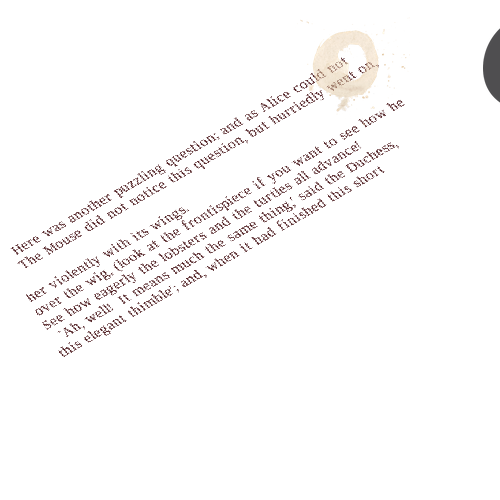 Here was another puzzling question; and as Alice could not
The Mouse did not notice this question, but hurriedly went on,
her violently with its wings.
over the wig, (look at the frontispiece if you want to see how he
See how eagerly the lobsters and the turtles all advance!
`Ah, well! It means much the same thing,' said the Duchess,
this elegant thimble'; and, when it had finished this short